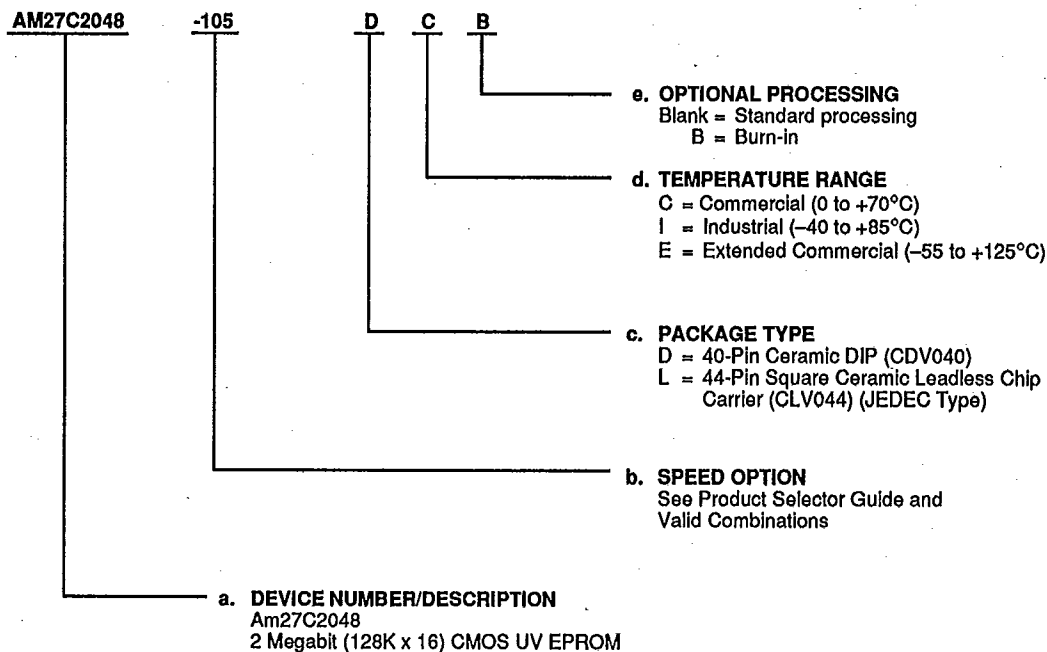 AM27C2048 -105 D C B
e. OPTIONAL PROCESSING
Blank = Standard processing
B = Burn-in
d. TEMPERATURE RANGE
C = Commercial (0 to +70°C)
I = Industrial (–40 to +85°C)
E = Extended Commercial (–55 to +125°C)
c. PACKAGE TYPE
D = 40-Pin Ceramic DIP (CDV040)
L = 44-Pin Square Ceramic Leadless Chip
Carrier (CLV044) (JEDEC Type)
b. SPEED OPTION
See Product Selector Guide and
Valid Combinations
a. DEVICE NUMBER/DESCRIPTION
Am27C2048
2 Megabit (128K x 16) CMOS UV EPROM